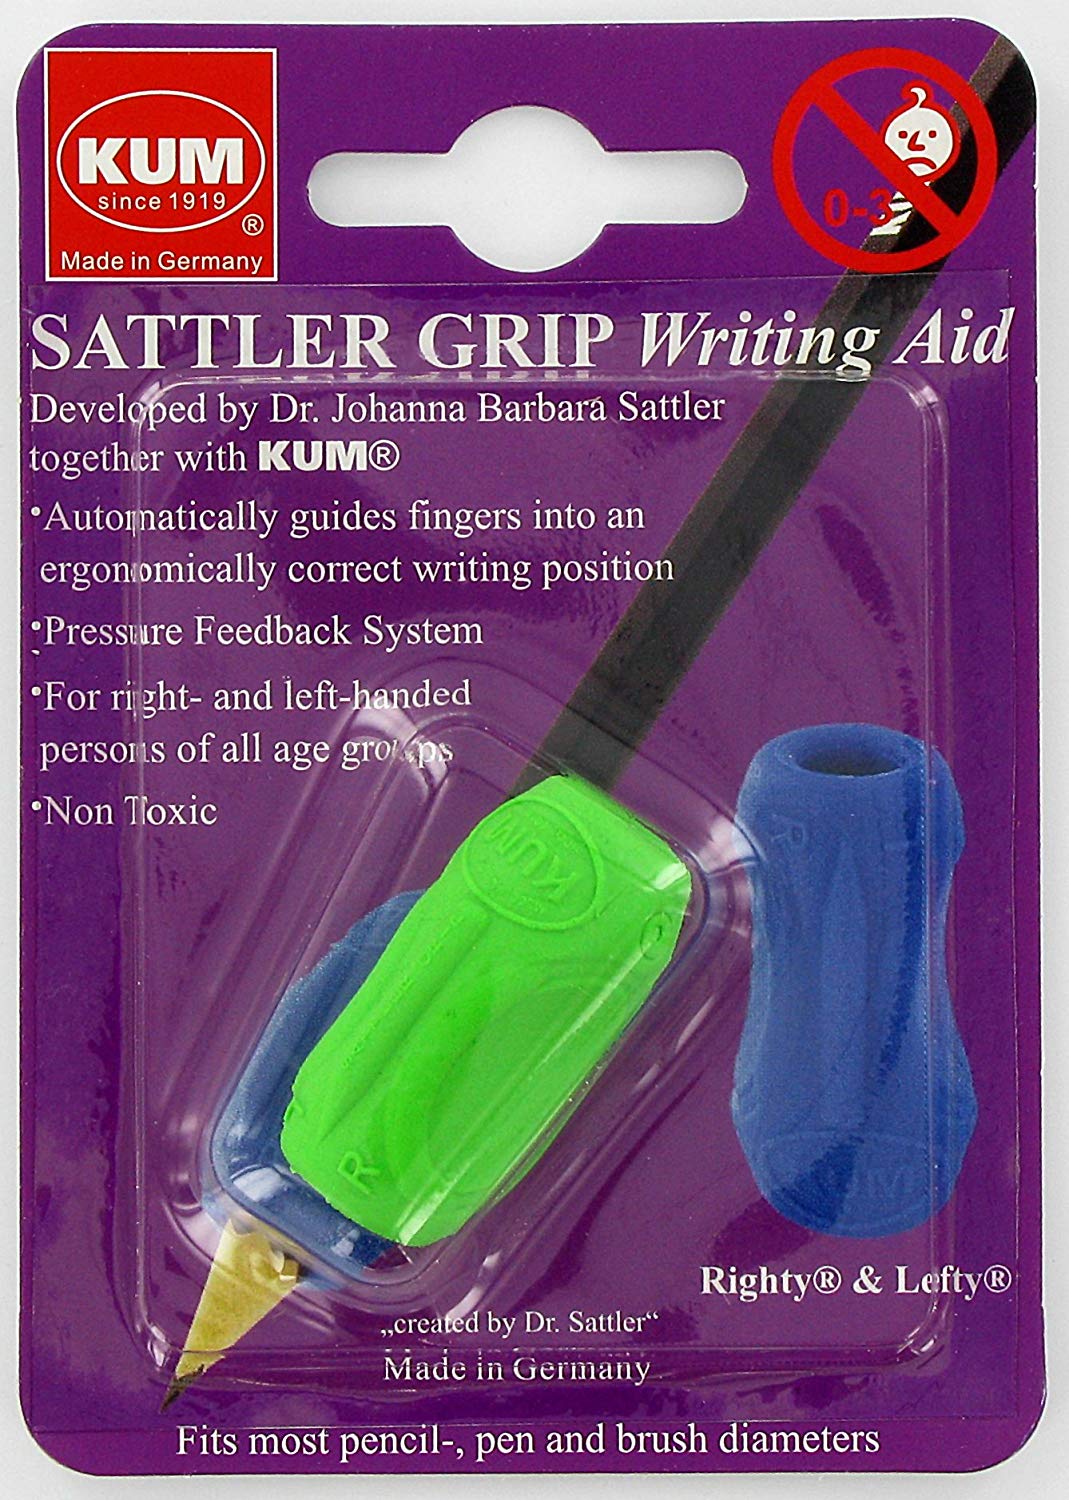 KUM
since 1919
®
Made in Germany
0-3
SATTLER GRIP Writing Aid
Developed by Dr. Johanna Barbara Sattler
together with KUM®
•Automatically guides fingers into an
ergonomically correct writing position
•Pressure Feedback System
•For right- and left-handed
persons of all age groups
•Non Toxic
KUM
R
L
R
KUM
Righty® & Lefty®
„created by Dr. Sattler“
Made in Germany
Fits most pencil-, pen and brush diameters